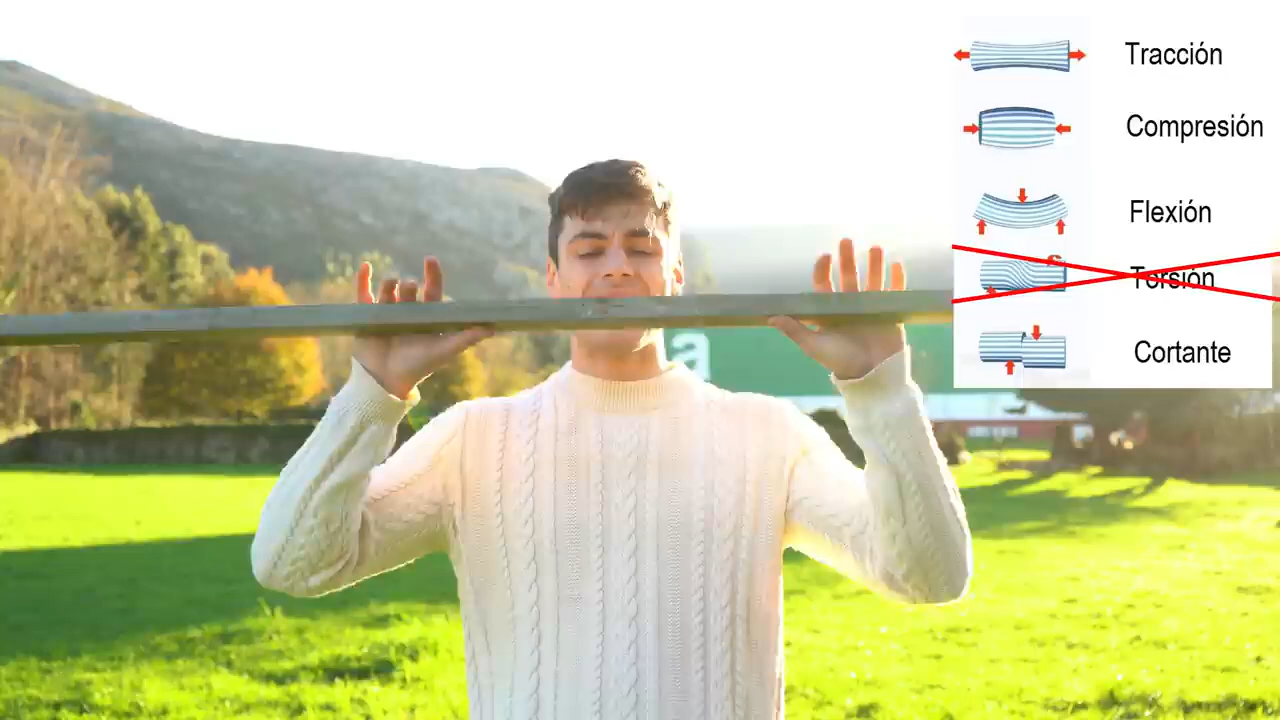 Tracción
Compresión
Flexión
Torsión
Cortante
a